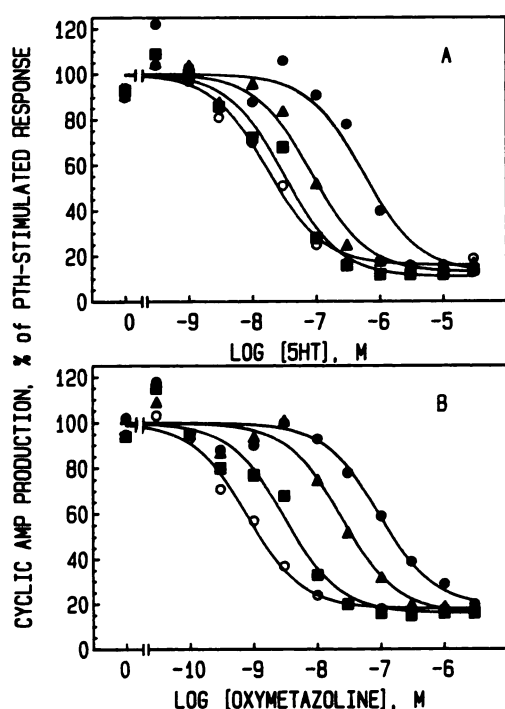 CYCLIC AMP PRODUCTION, % of PTH-STIMULATED RESPONSE
A
120
100
80
60
40
20
0
0 -9 -8 -7 -6 -5
LOG [5HT], M
B
120
100
80
60
40
20
0
0 -10 -9 -8 -7 -6
LOG [OXYMETAZOLINE], M